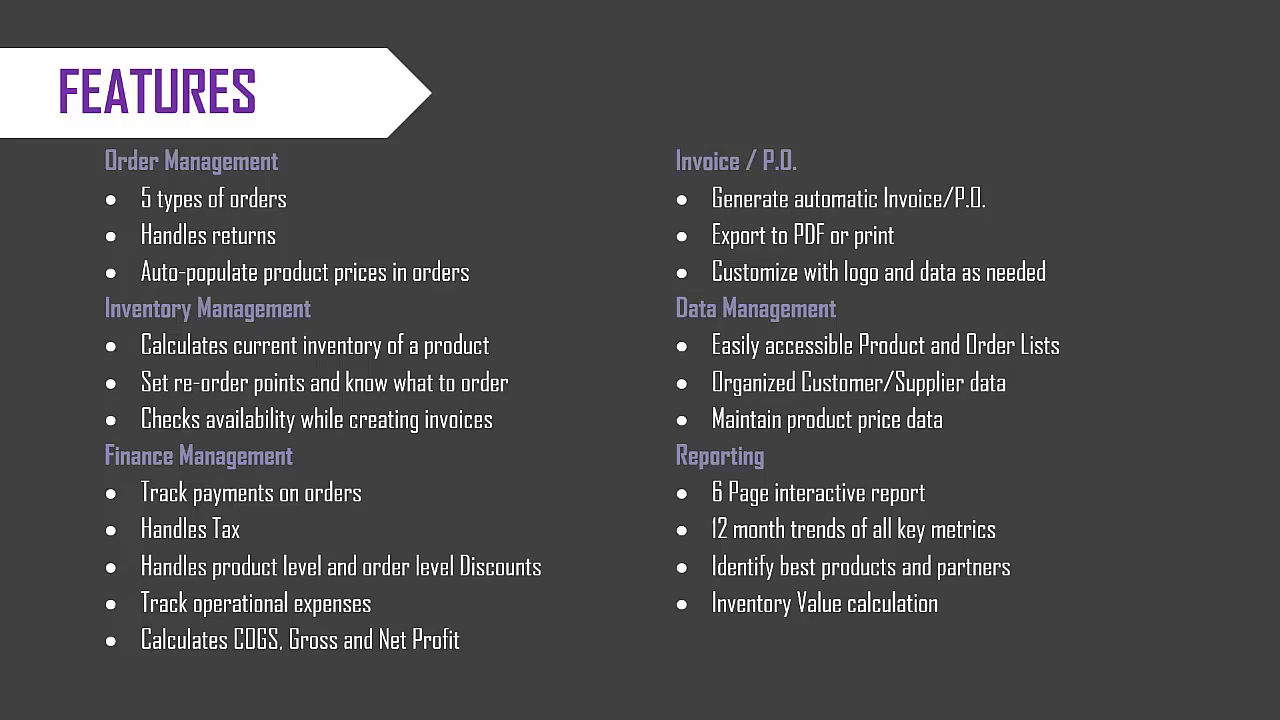 FEATURES
Order Management
• 5 types of orders
• Handles returns
• Auto-populate product prices in orders
Inventory Management
• Calculates current inventory of a product
• Set re-order points and know what to order
• Checks availability while creating invoices
Finance Management
• Track payments on orders
• Handles Tax
• Handles product level and order level Discounts
• Track operational expenses
• Calculates COGS, Gross and Net Profit
Invoice / P.O.
• Generate automatic Invoice/P.O.
• Export to PDF or print
• Customize with logo and data as needed
Data Management
• Easily accessible Product and Order Lists
• Organized Customer/Supplier data
• Maintain product price data
Reporting
• 6 Page interactive report
• 12 month trends of all key metrics
• Identify best products and partners
• Inventory Value calculation